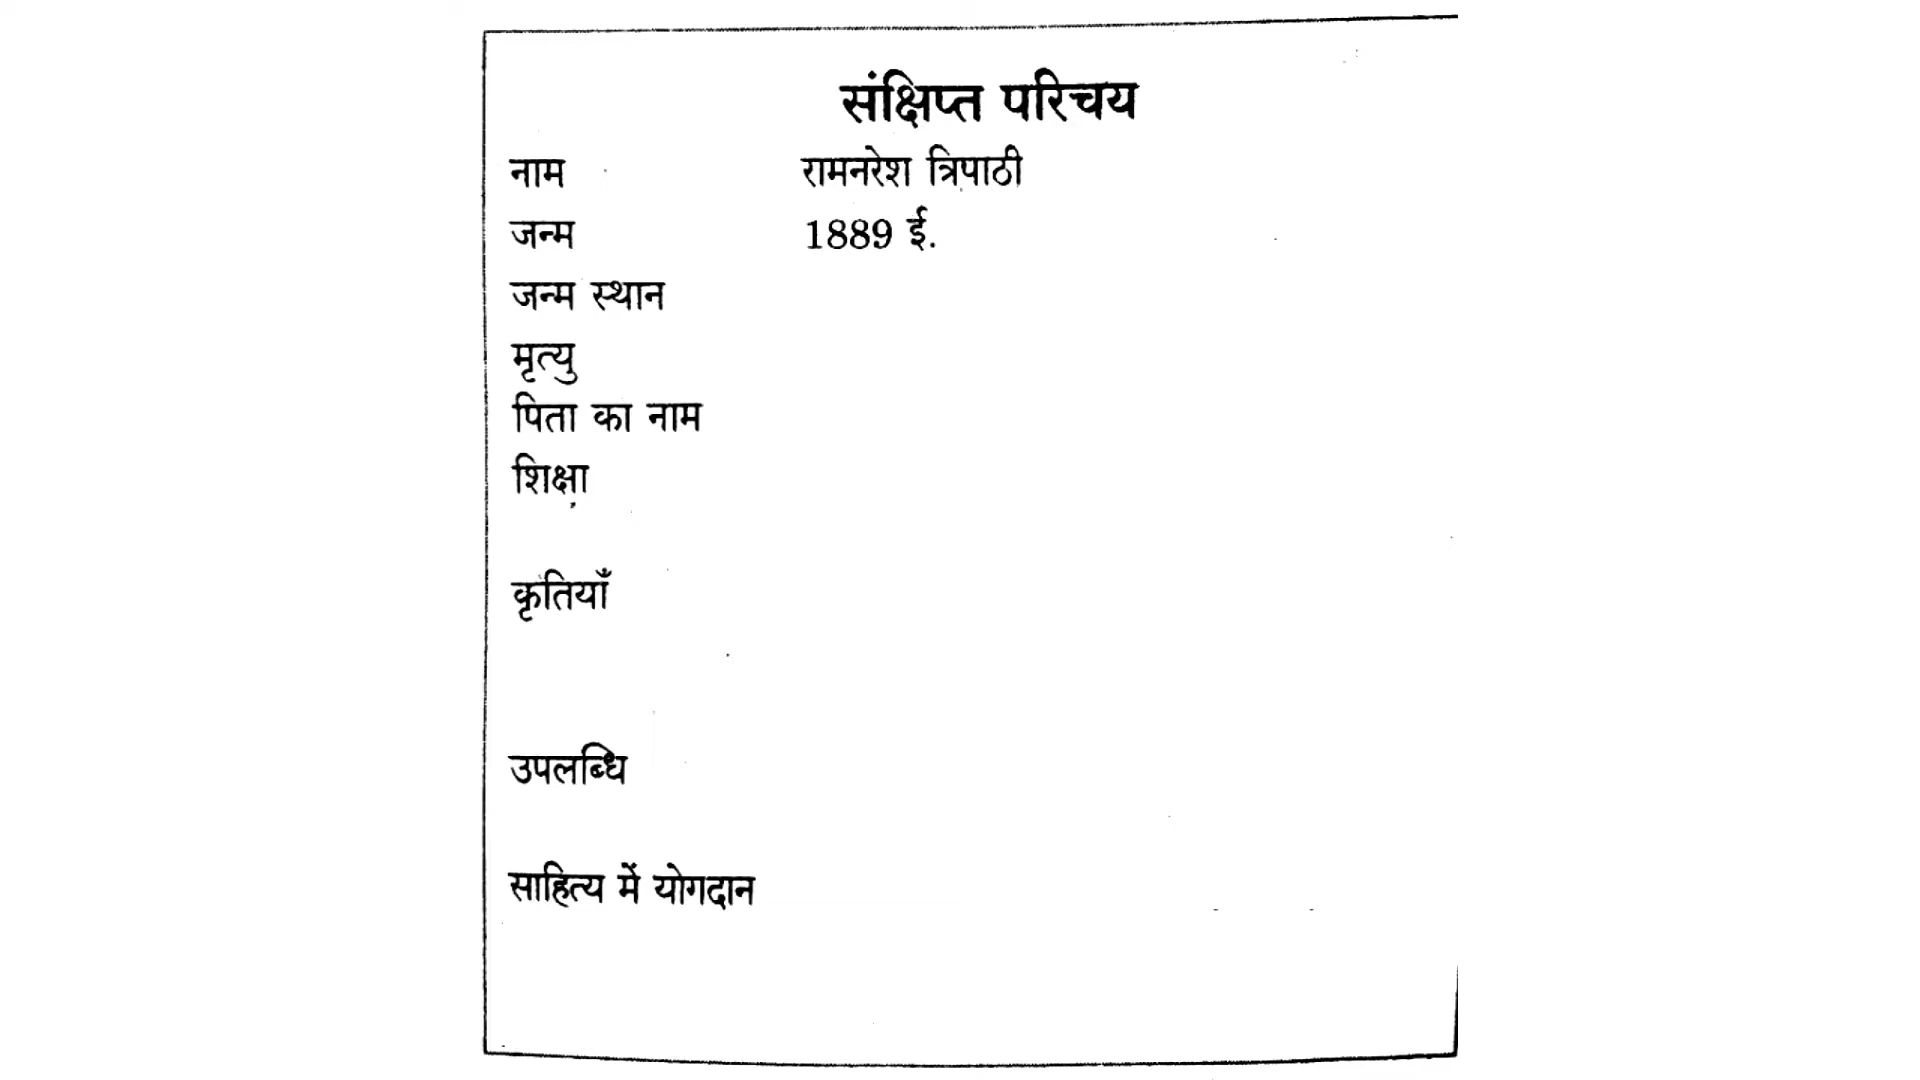 संक्षिप्त परिचय
नाम रामनरेश त्रिपाठी
जन्म 1889 ई.
जन्म स्थान
मृत्यु
पिता का नाम
शिक्षा
कृतियाँ
उपलब्धि
साहित्य में योगदान